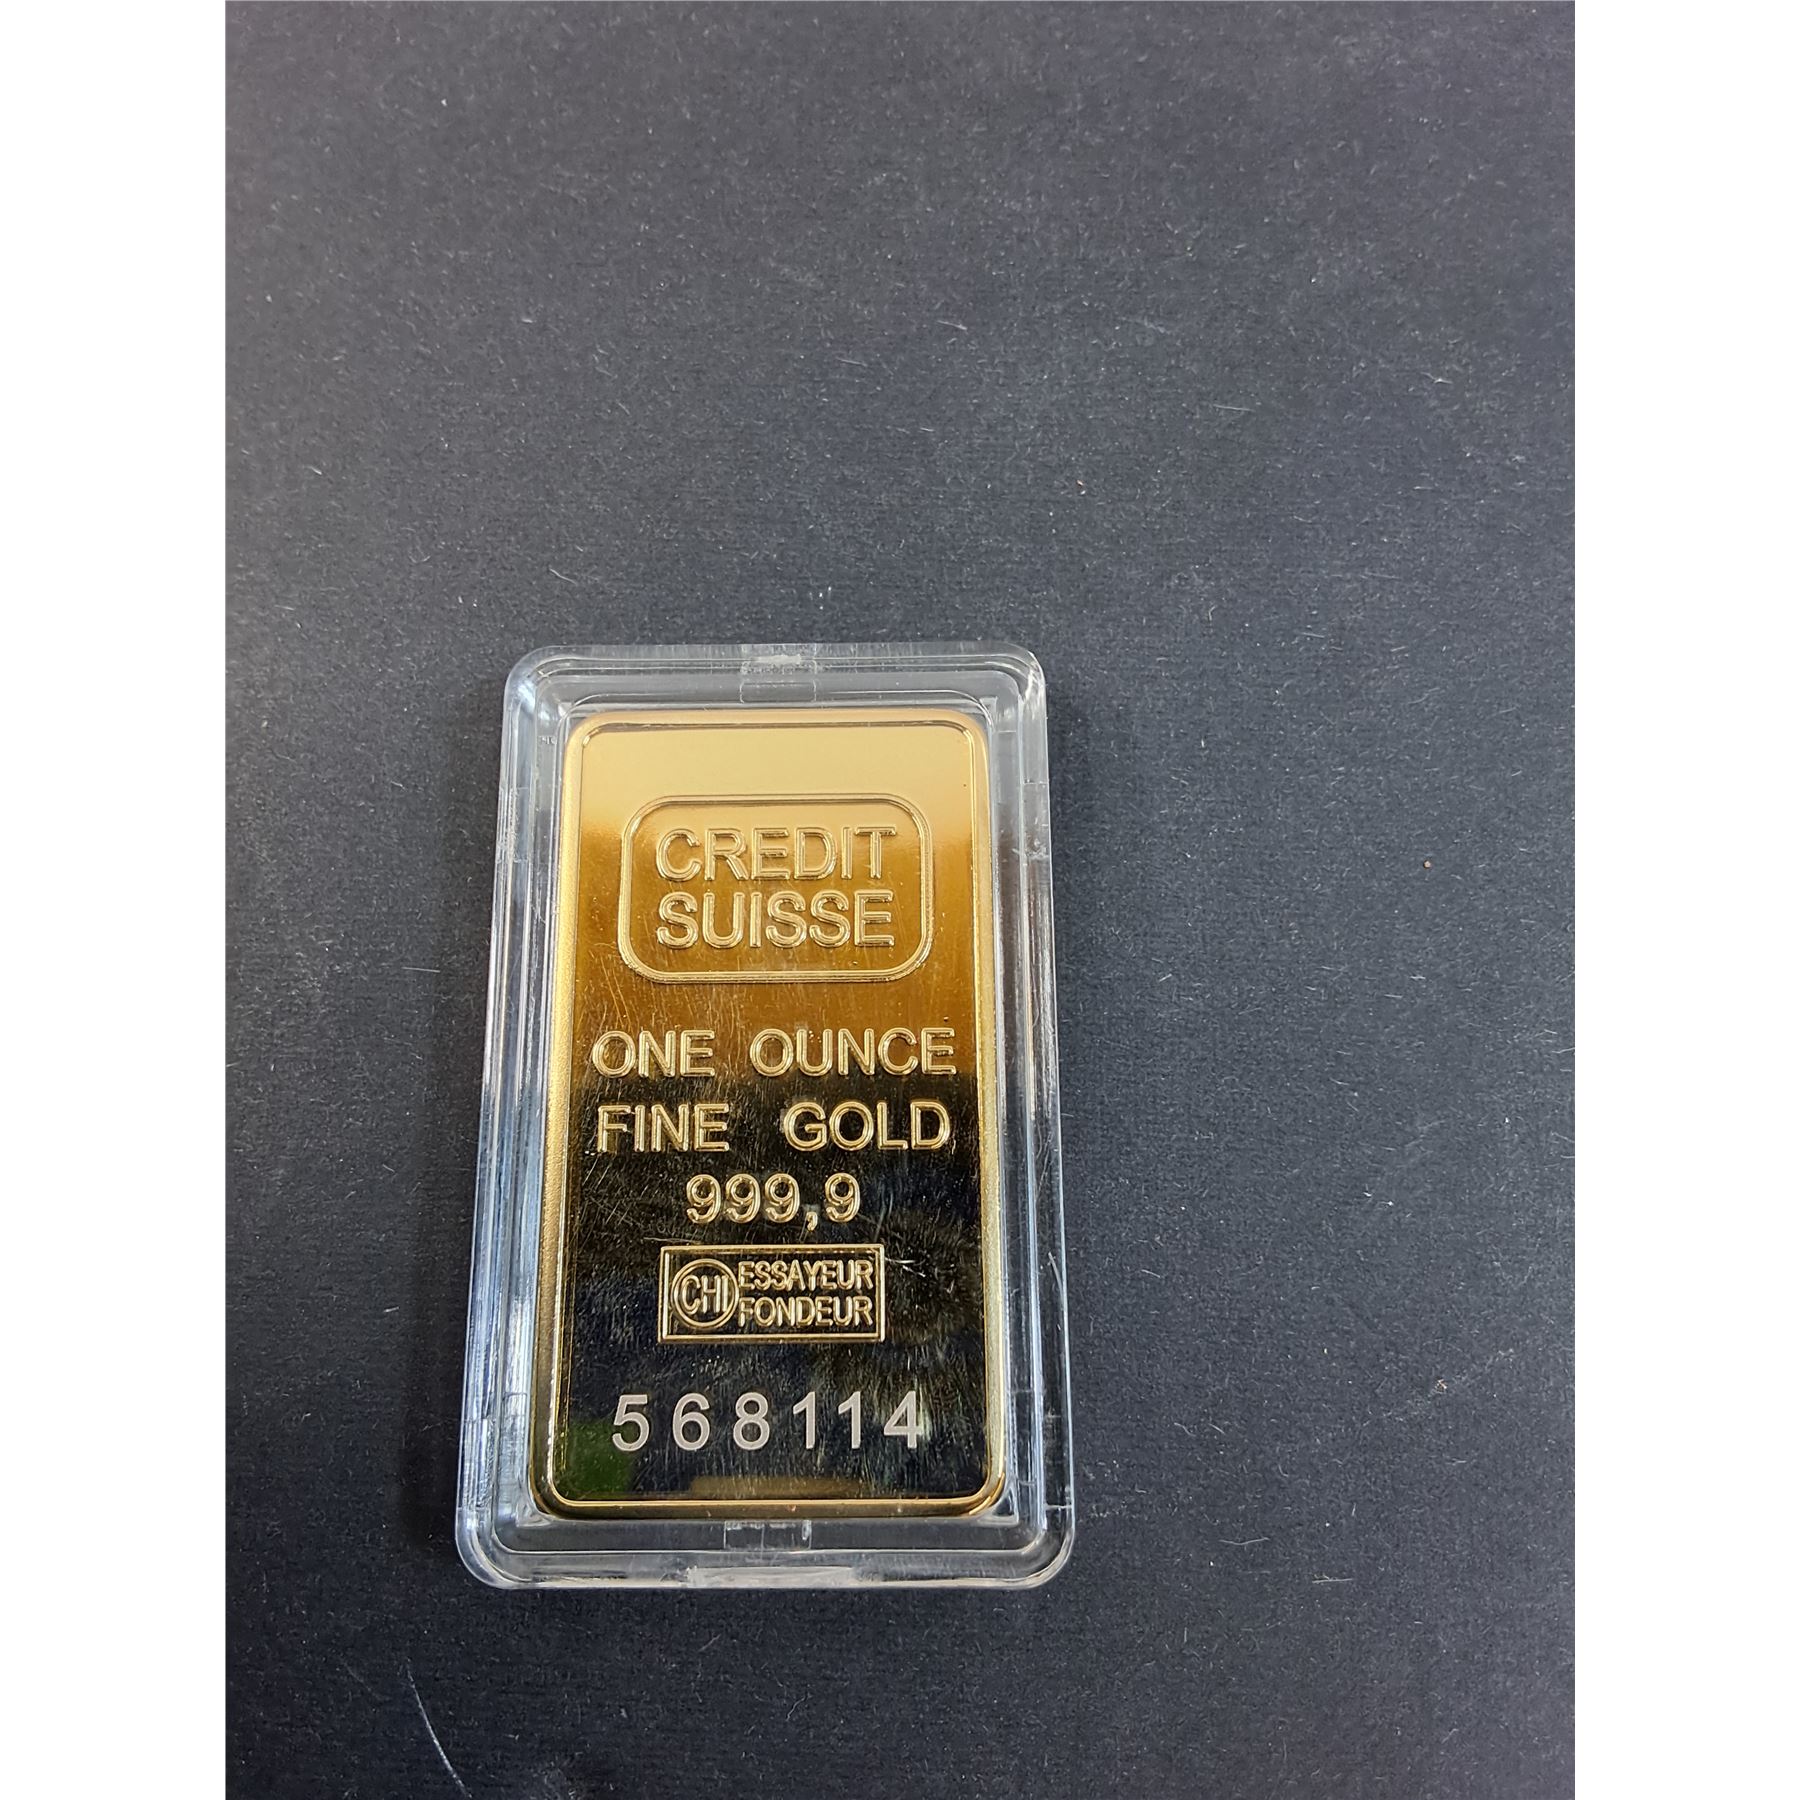 CREDIT
SUISSE
ONE OUNCE
FINE GOLD
999,9
CHI ESSAYEUR
FONDEUR
568114